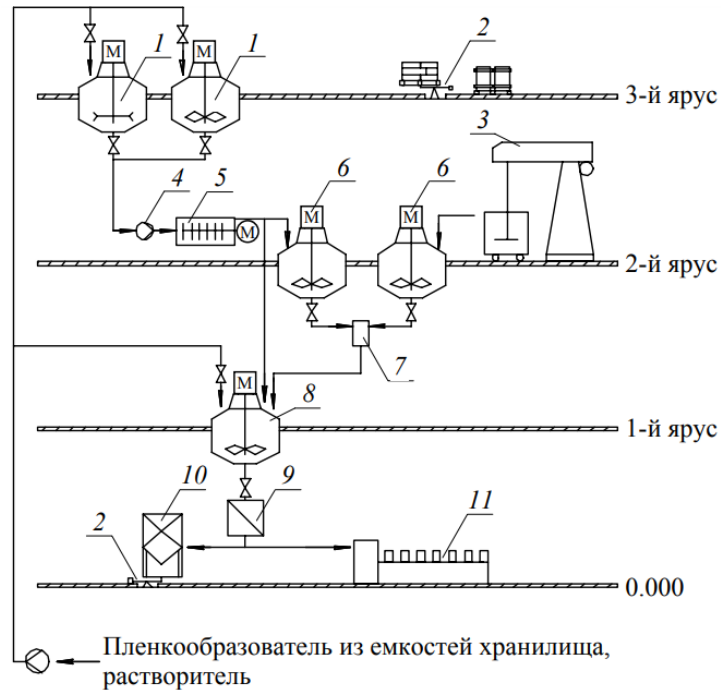 1 1 2
М М
3-й ярус
3
4 5 6 6
М М
М
2-й ярус
7
8
М
1-й ярус
10 9
2 11
0.000
Пленкообразователь из емкостей хранилища,
растворитель